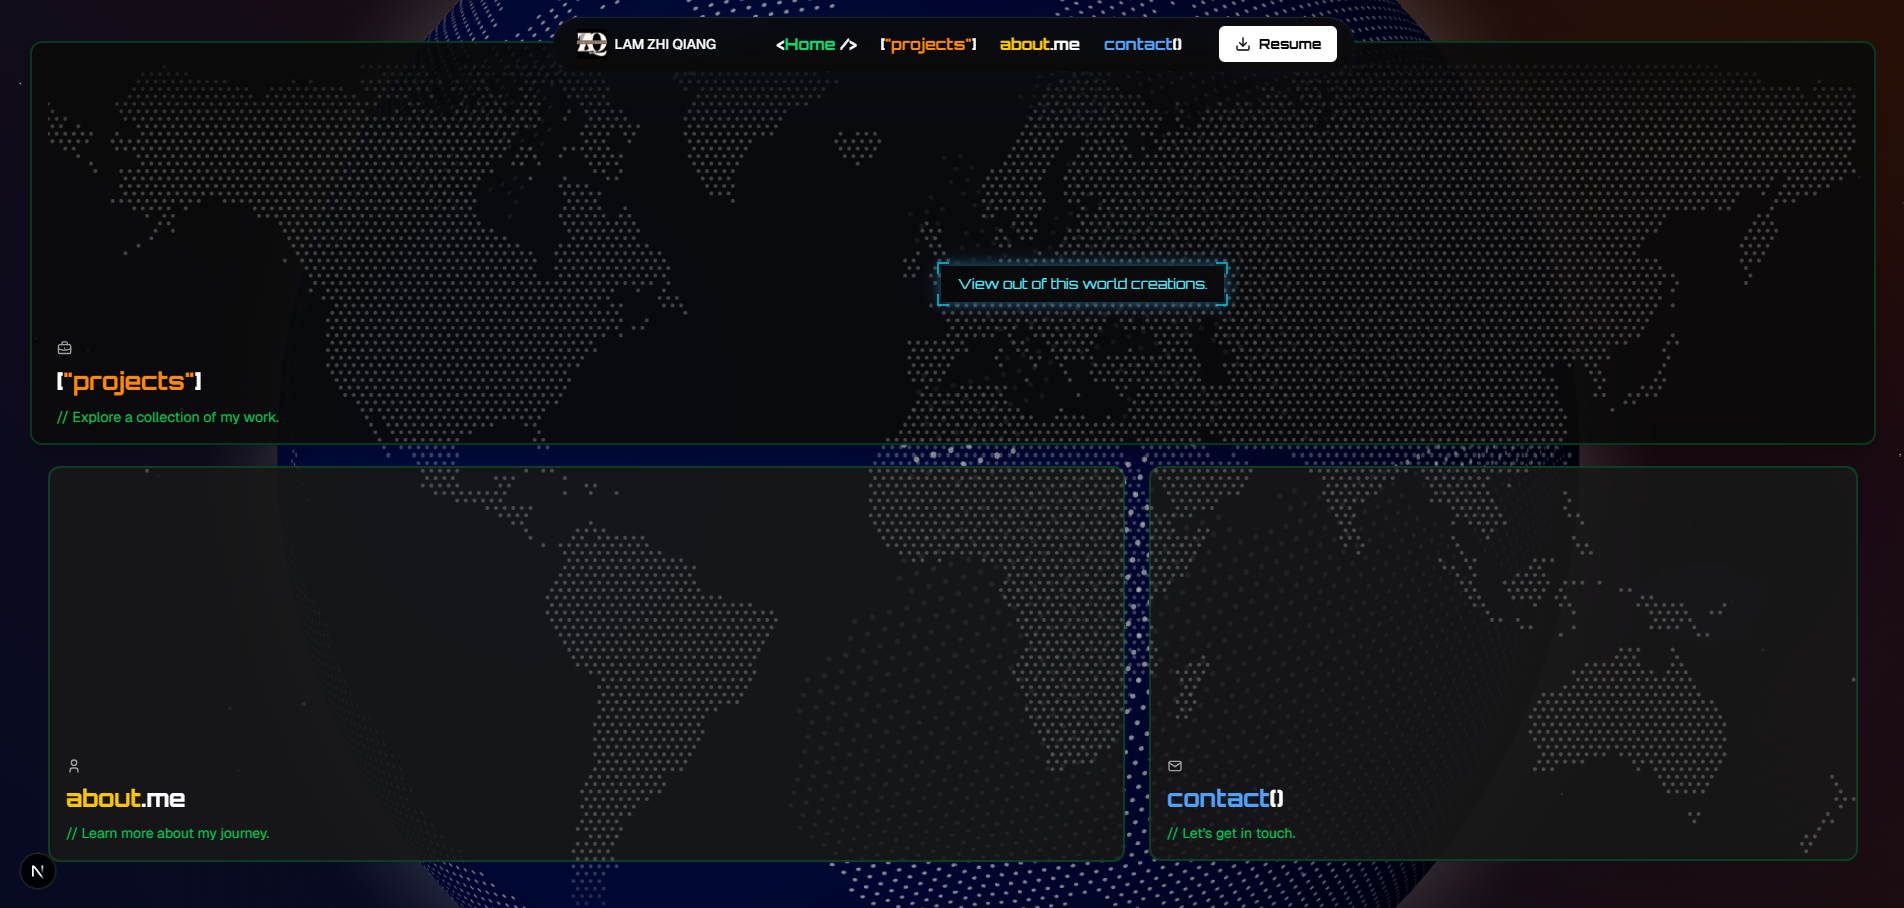 LAM ZHI QIANG
<Home />
["projects"]
about.me
contact()
Resume
View out of this world creations.
["projects"]
// Explore a collection of my work.
about.me
// Learn more about my journey.
contact()
// Let's get in touch.
N